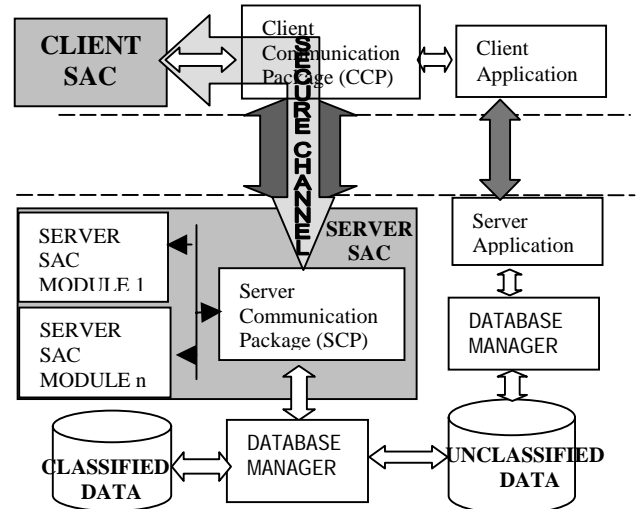 CLIENT
SAC
Client
Communication
Package (CCP)
Client
Application
SECURE CHANNEL
SERVER
SAC
MODULE 1
SERVER
SAC
MODULE n
SERVER
SAC
Server
Communication
Package (SCP)
Server
Application
DATABASE
MANAGER
CLASSIFIED
DATA
DATABASE
MANAGER
UNCLASSIFIED
DATA